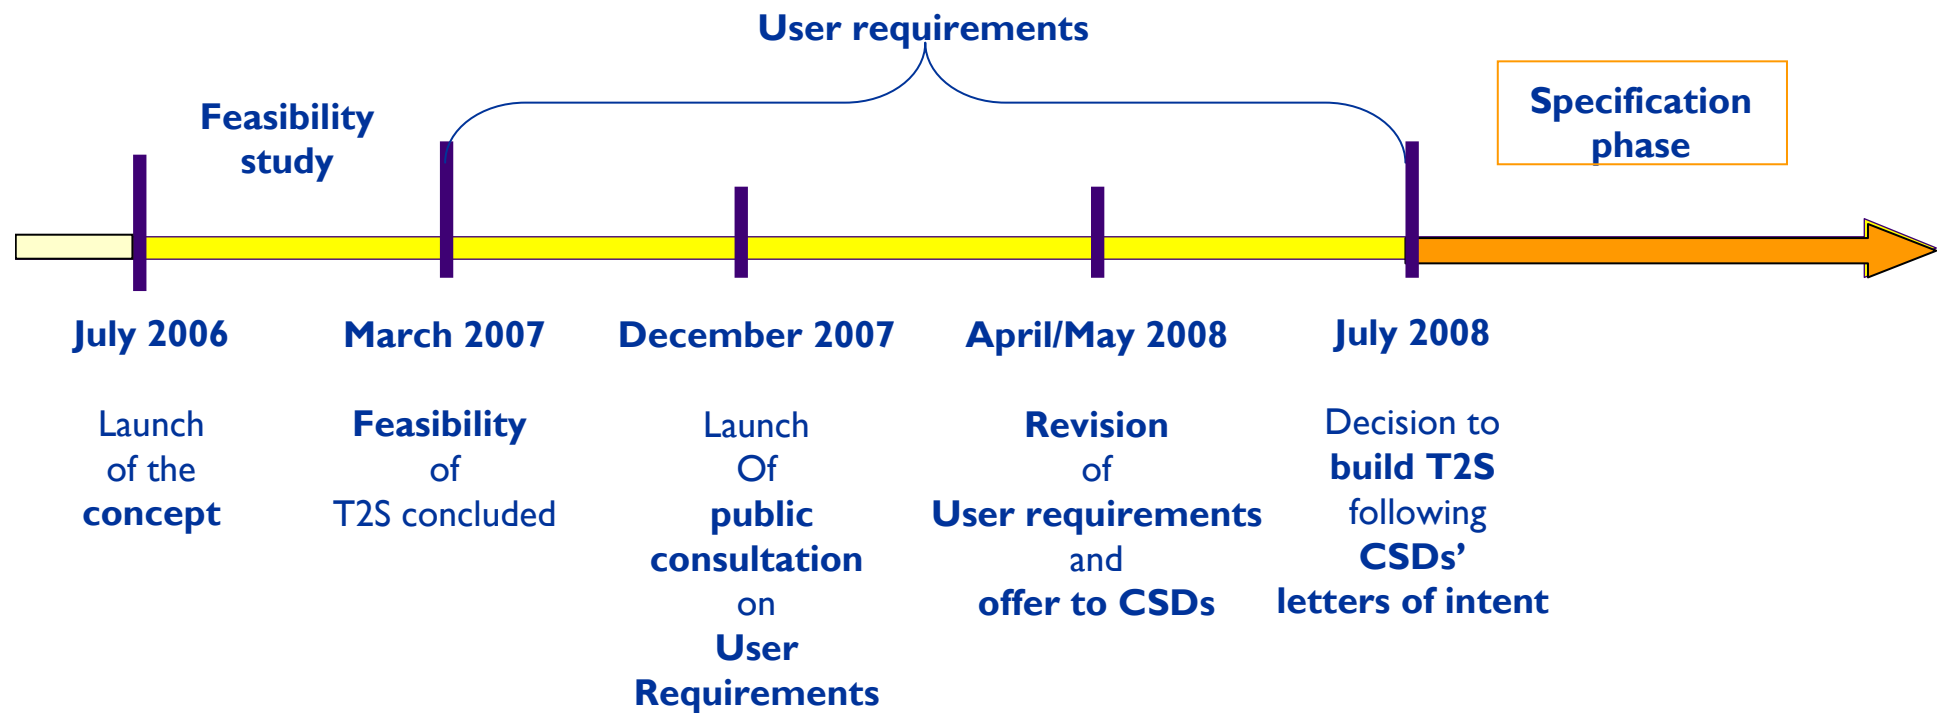 User requirements
Feasibility
study
Specification
phase
July 2006
March 2007
December 2007
April/May 2008
July 2008
Launch
of the
concept
Feasibility
of
T2S concluded
Launch
Of
public
consultation
on
User
Requirements
Revision
of
User requirements
and
offer to CSDs
Decision to
build T2S
following
CSDs’
letters of intent